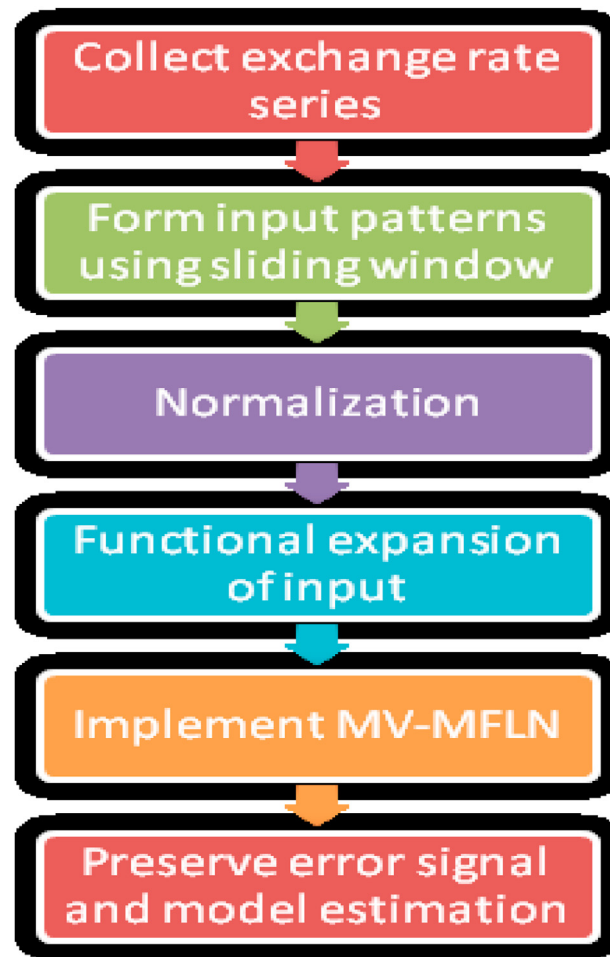 Collect exchange rate
series
Form input patterns
using sliding window
Normalization
Functional expansion
of input
Implement MV-MFLN
Preserve error signal
and model estimation